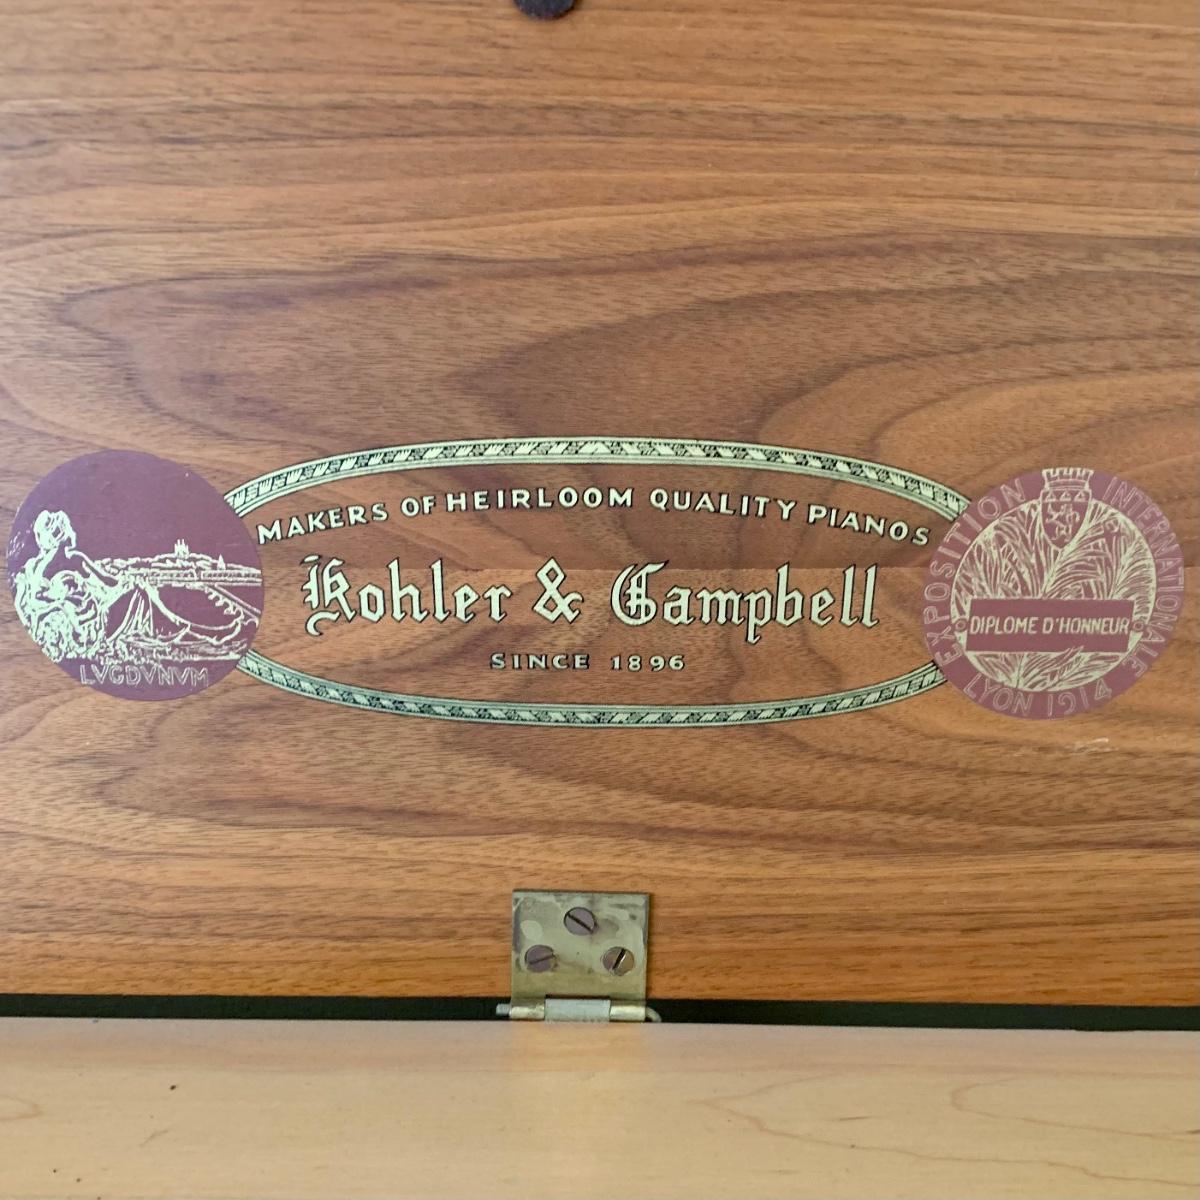 MAKERS OF HEIRLOOM QUALITY PIANOS
Kohler & Campbell
SINCE 1896
LVGDVNVM
EXPOSITION INTERNATIONALE
DIPLOME D'HONNEUR
LYON 1914